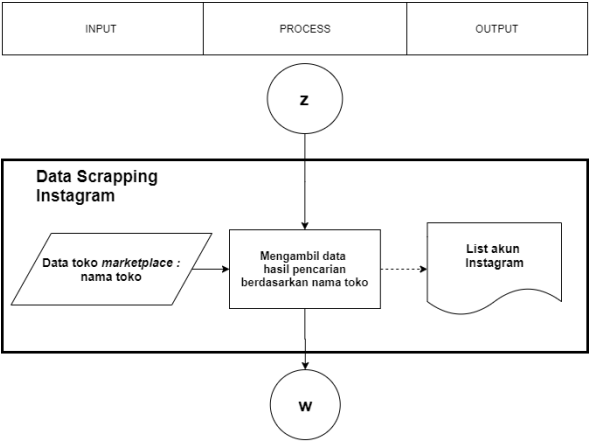 INPUT PROCESS OUTPUT
z
Data Scrapping
Instagram
Data toko marketplace :
nama toko
Mengambil data
hasil pencarian
berdasarkan nama toko
List akun
Instagram
w